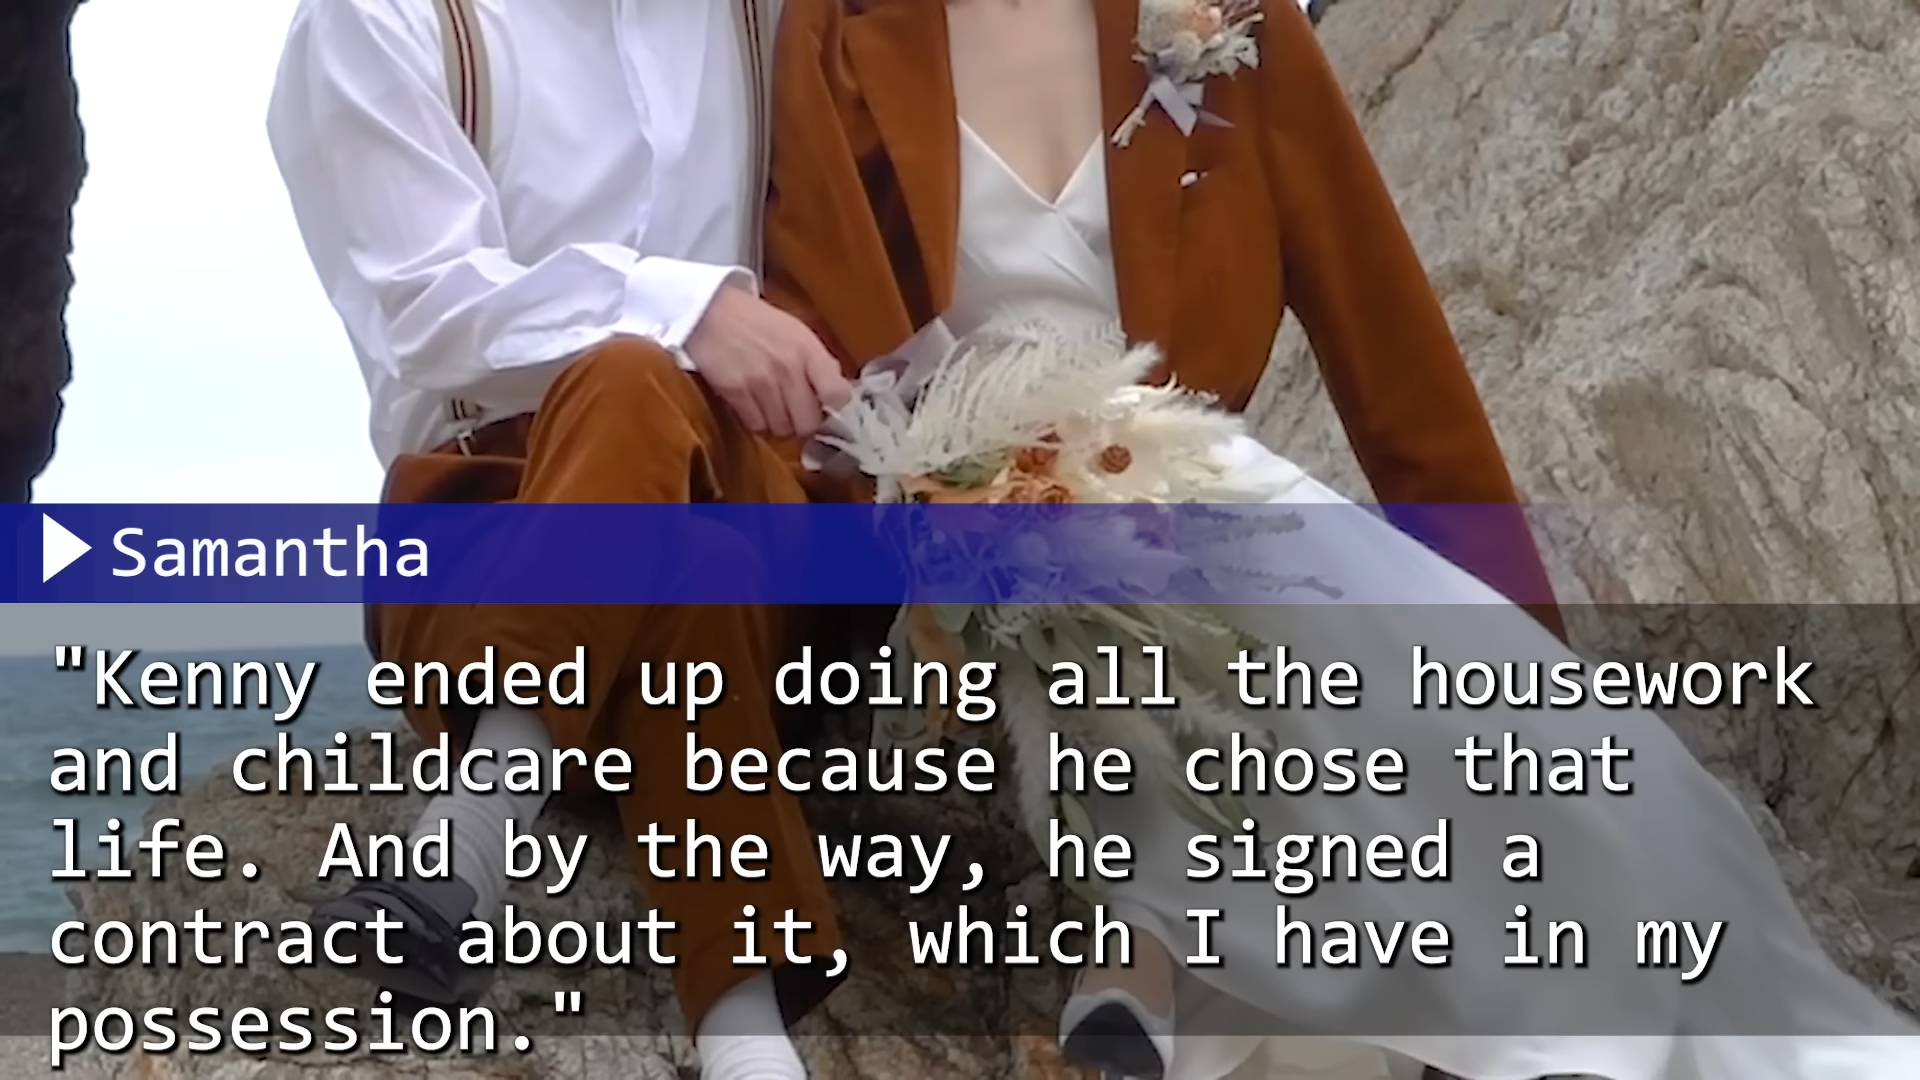 Samantha
"Kenny ended up doing all the housework
and childcare because he chose that
life. And by the way, he signed a
contract about it, which I have in my
possession."